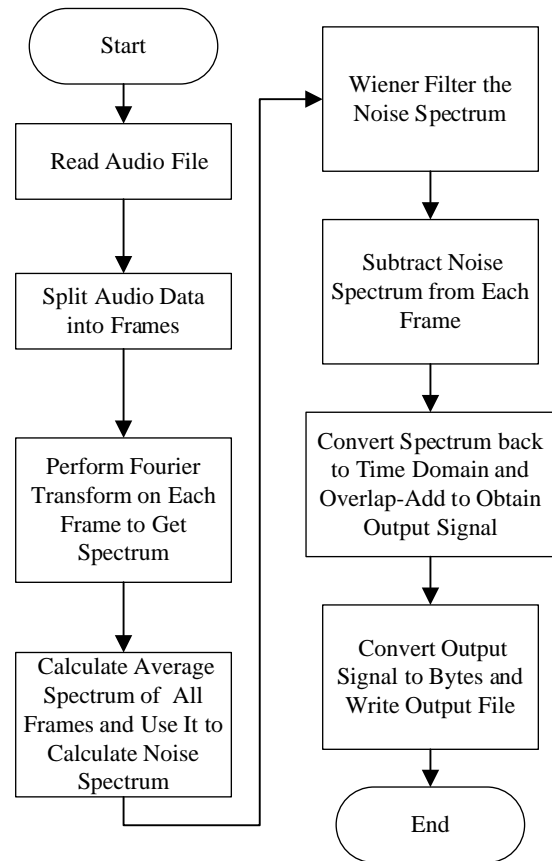 Start
Read Audio File
Split Audio Data
into Frames
Perform Fourier
Transform on Each
Frame to Get
Spectrum
Calculate Average
Spectrum of All
Frames and Use It to
Calculate Noise
Spectrum
Wiener Filter the
Noise Spectrum
Subtract Noise
Spectrum from Each
Frame
Convert Spectrum back
to Time Domain and
Overlap-Add to Obtain
Output Signal
Convert Output
Signal to Bytes and
Write Output File
End